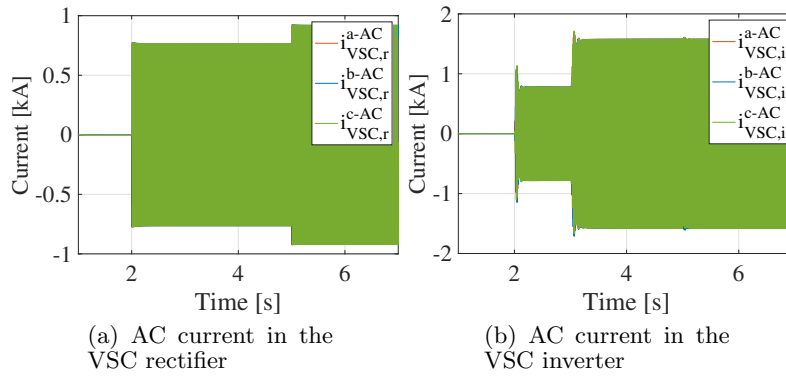 1
0.5
0
-0.5
-1
Current [kA]
2 4 6
Time [s]
i^{a-AC}_{VSC,r}
i^{b-AC}_{VSC,r}
i^{c-AC}_{VSC,r}
(a) AC current in the
VSC rectifier
2
1
0
-1
-2
Current [kA]
2 4 6
Time [s]
i^{a-AC}_{VSC,i}
i^{b-AC}_{VSC,i}
i^{c-AC}_{VSC,i}
(b) AC current in the
VSC inverter